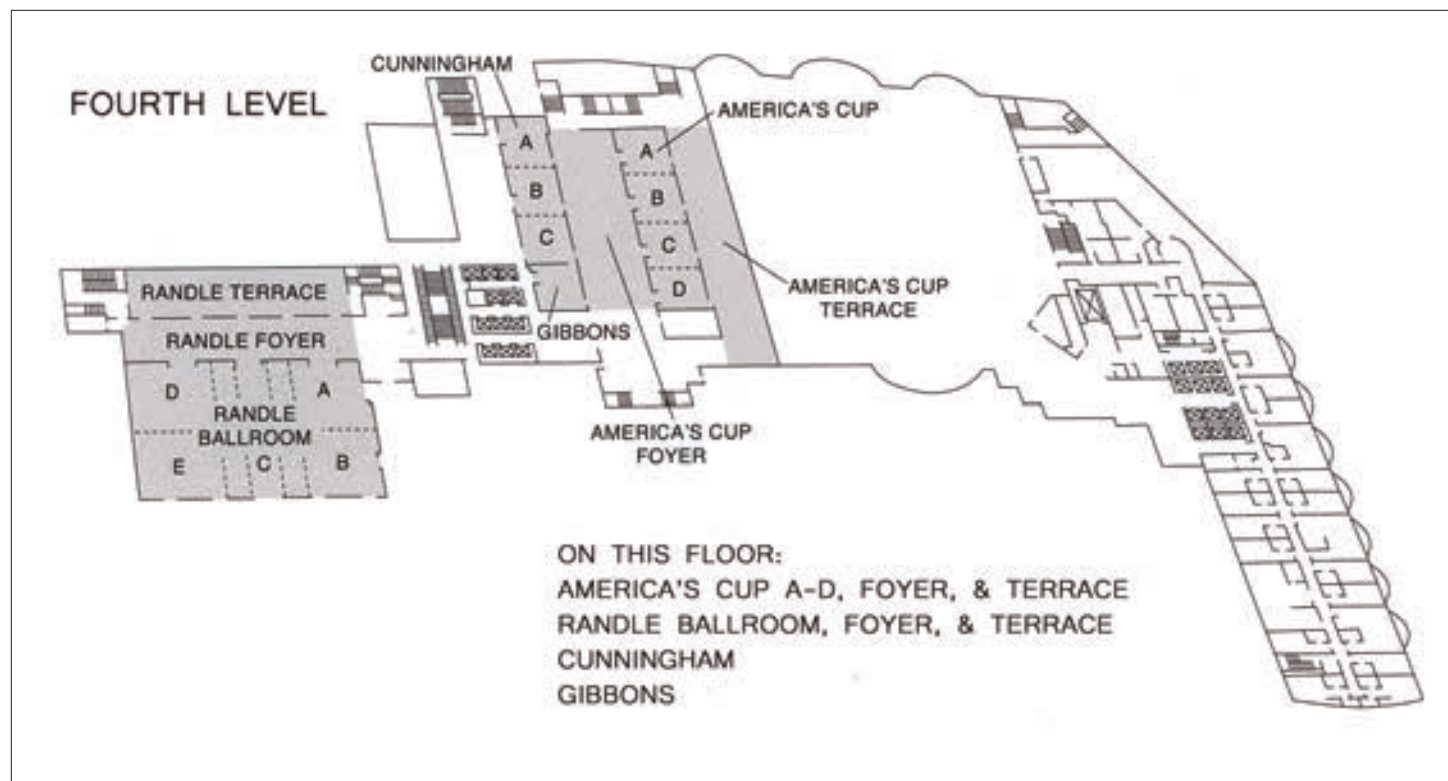 FOURTH LEVEL
CUNNINGHAM
A
B
C
GIBBONS
AMERICA'S CUP
A
B
C
D
AMERICA'S CUP
TERRACE
AMERICA'S CUP
FOYER
RANDLE TERRACE
RANDLE FOYER
D
A
RANDLE
BALLROOM
E
C
B
ON THIS FLOOR:
AMERICA'S CUP A-D, FOYER, & TERRACE
RANDLE BALLROOM, FOYER, & TERRACE
CUNNINGHAM
GIBBONS